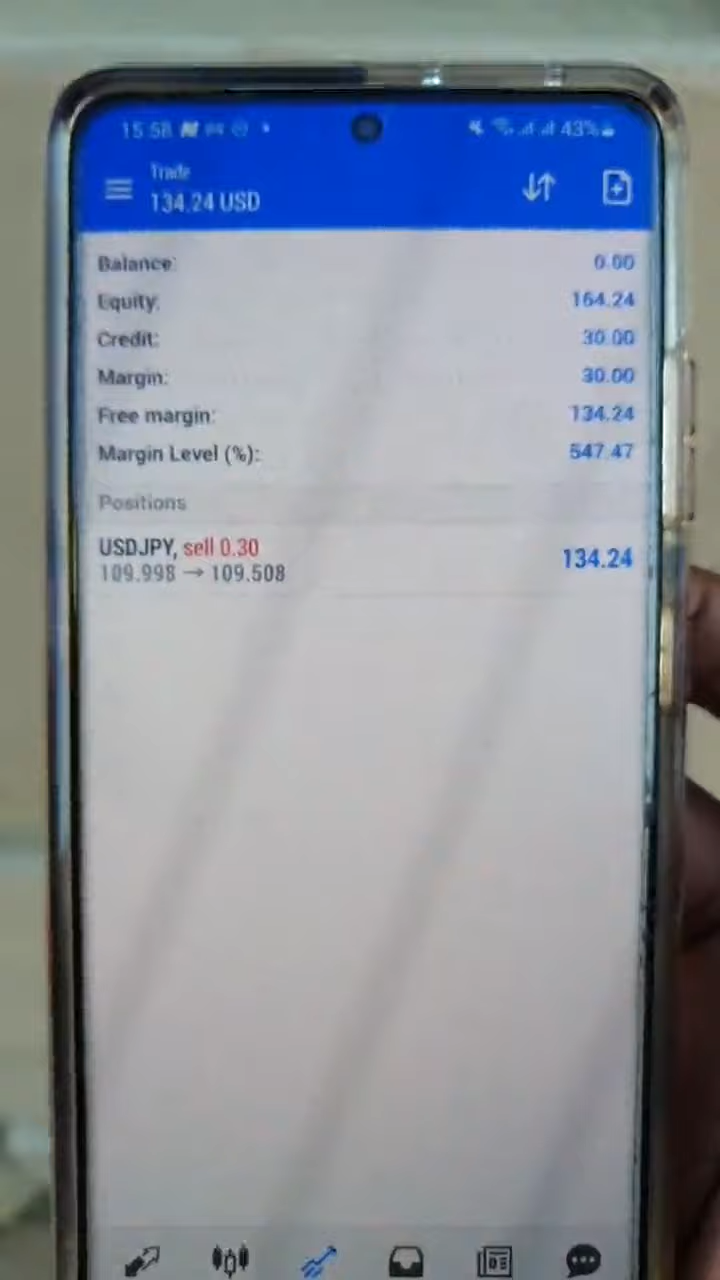 15:58
43%
Trade
134.24 USD
Balance: 0.00
Equity: 164.24
Credit: 30.00
Margin: 30.00
Free margin: 134.24
Margin Level (%): 547.47
Positions
USDJPY, sell 0.30 134.24
109.998 → 109.508